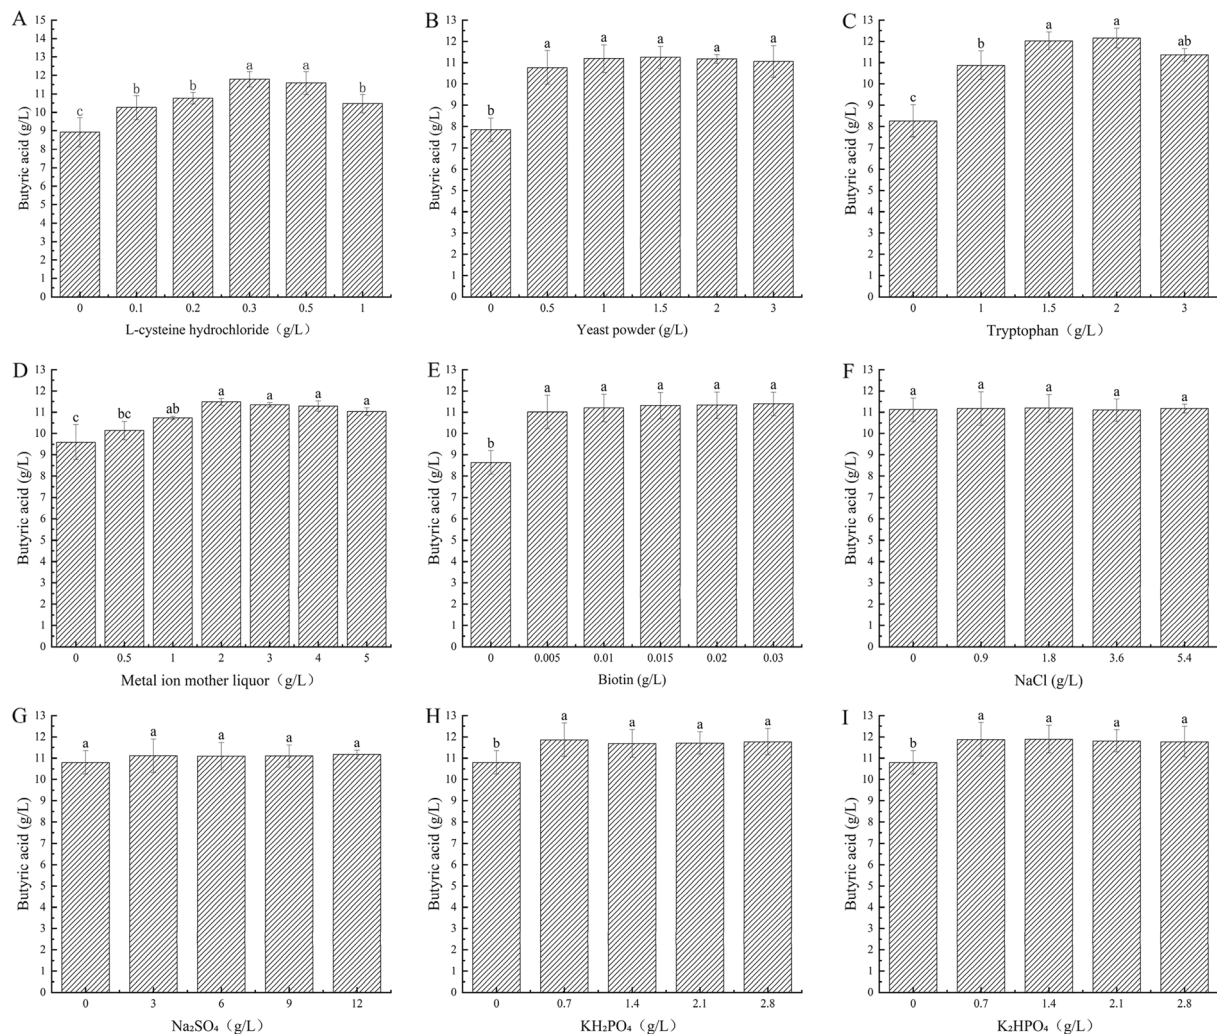 A
Butyric acid (g/L)
15
14
13
12
11
10
9
8
7
6
5
4
3
2
1
0
c
b
b
a
a
b
0 0.1 0.2 0.3 0.5 1
L-cysteine hydrochloride（g/L）
B
Butyric acid (g/L)
13
12
11
10
9
8
7
6
5
4
3
2
1
0
b
a
a
a
a
a
0 0.5 1 1.5 2 3
Yeast powder (g/L)
C
Butyric acid (g/L)
13
12
11
10
9
8
7
6
5
4
3
2
1
0
c
b
a
a
ab
0 1 1.5 2 3
Tryptophan（g/L）
D
Butyric acid (g/L)
13
12
11
10
9
8
7
6
5
4
3
2
1
0
c
bc
ab
a
a
a
a
0 0.5 1 2 3 4 5
Metal ion mother liquor（g/L）
E
Butyric acid (g/L)
13
12
11
10
9
8
7
6
5
4
3
2
1
0
b
a
a
a
a
a
0 0.005 0.01 0.015 0.02 0.03
Biotin (g/L)
F
Butyric acid (g/L)
13
12
11
10
9
8
7
6
5
4
3
2
1
0
a
a
a
a
a
0 0.9 1.8 3.6 5.4
NaCl (g/L)
G
Butyric acid (g/L)
13
12
11
10
9
8
7
6
5
4
3
2
1
0
a
a
a
a
a
0 3 6 9 12
Na₂SO₄（g/L）
H
Butyric acid (g/L)
13
12
11
10
9
8
7
6
5
4
3
2
1
0
b
a
a
a
a
0 0.7 1.4 2.1 2.8
KH₂PO₄（g/L）
I
Butyric acid (g/L)
13
12
11
10
9
8
7
6
5
4
3
2
1
0
b
a
a
a
a
0 0.7 1.4 2.1 2.8
K₂HPO₄（g/L）